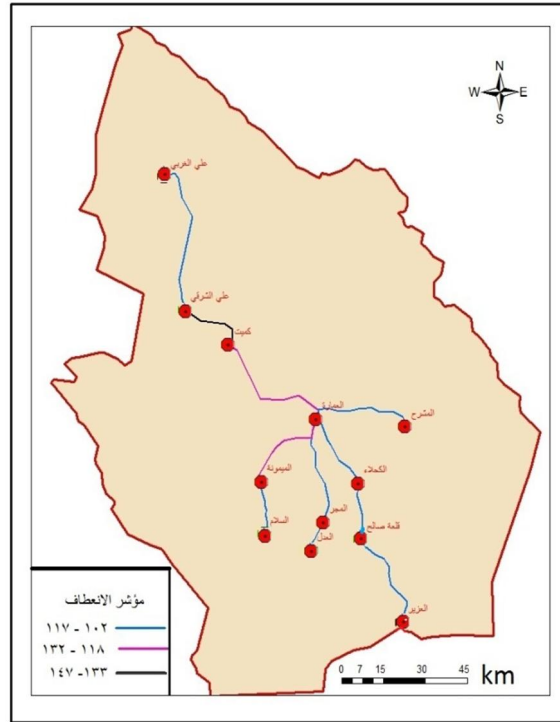 N
W E
S
علي الغربي
علي الشرقي
كميت
العمارة
المشرح
الميمونة
الكحلاء
السلام
المجر
قلعة صالح
العدل
العزير
مؤشر الانعطاف
١٠٢ - ١١٧
١١٨ - ١٣٢
١٣٣- ١٤٧
0 7 15 30 45 km